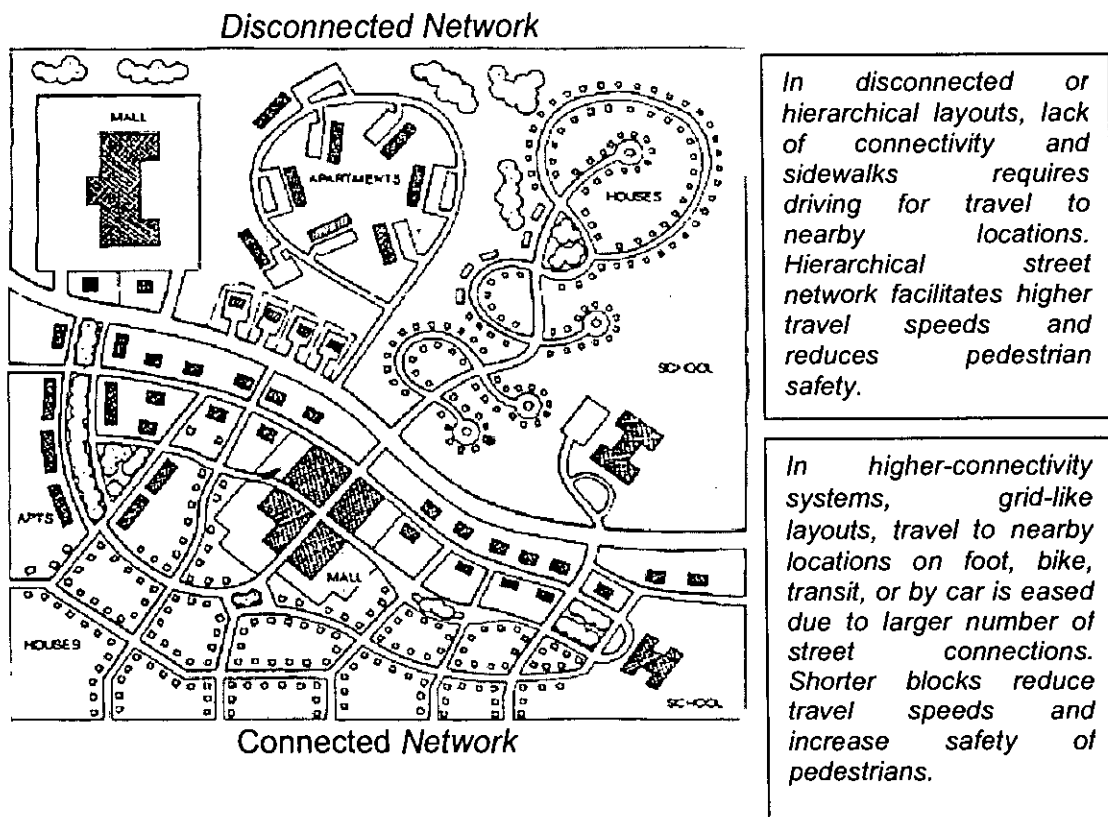 Disconnected Network
MALL
APARTMENTS
HOUSES
SCHOOL
APTS
MALL
HOUSES
SCHOOL
Connected Network
In disconnected or
hierarchical layouts, lack
of connectivity and
sidewalks requires
driving for travel to
nearby locations.
Hierarchical street
network facilitates higher
travel speeds and
reduces pedestrian
safety.
In higher-connectivity
systems, grid-like
layouts, travel to nearby
locations on foot, bike,
transit, or by car is eased
due to larger number of
street connections.
Shorter blocks reduce
travel speeds and
increase safety of
pedestrians.